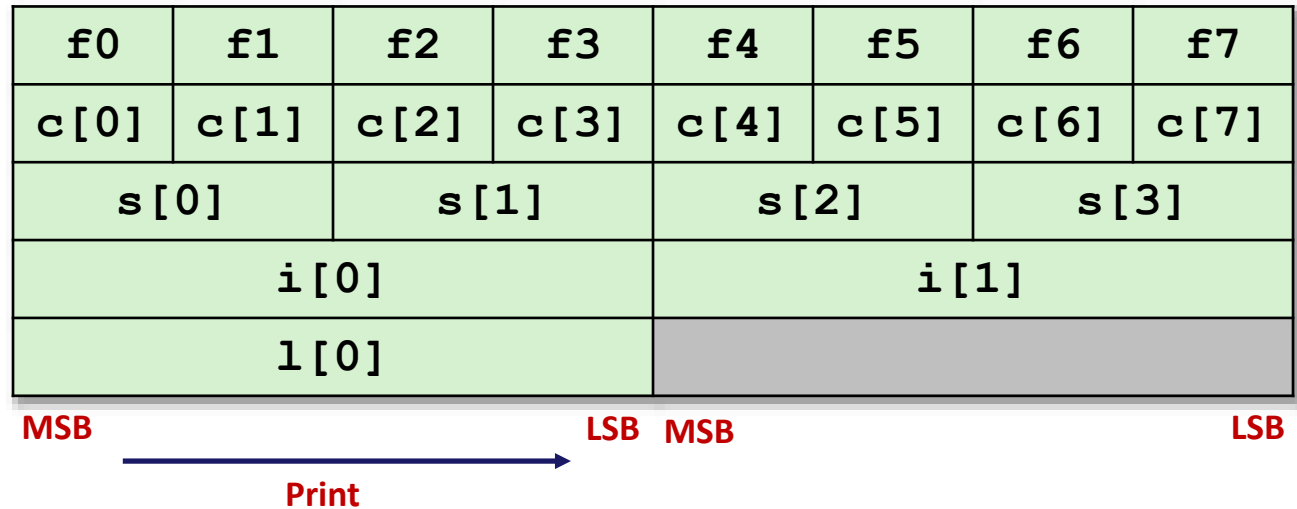 f0 f1 f2 f3 f4 f5 f6 f7
c[0] c[1] c[2] c[3] c[4] c[5] c[6] c[7]
s[0] s[1] s[2] s[3]
i[0] i[1]
l[0]
MSB LSB MSB LSB
Print